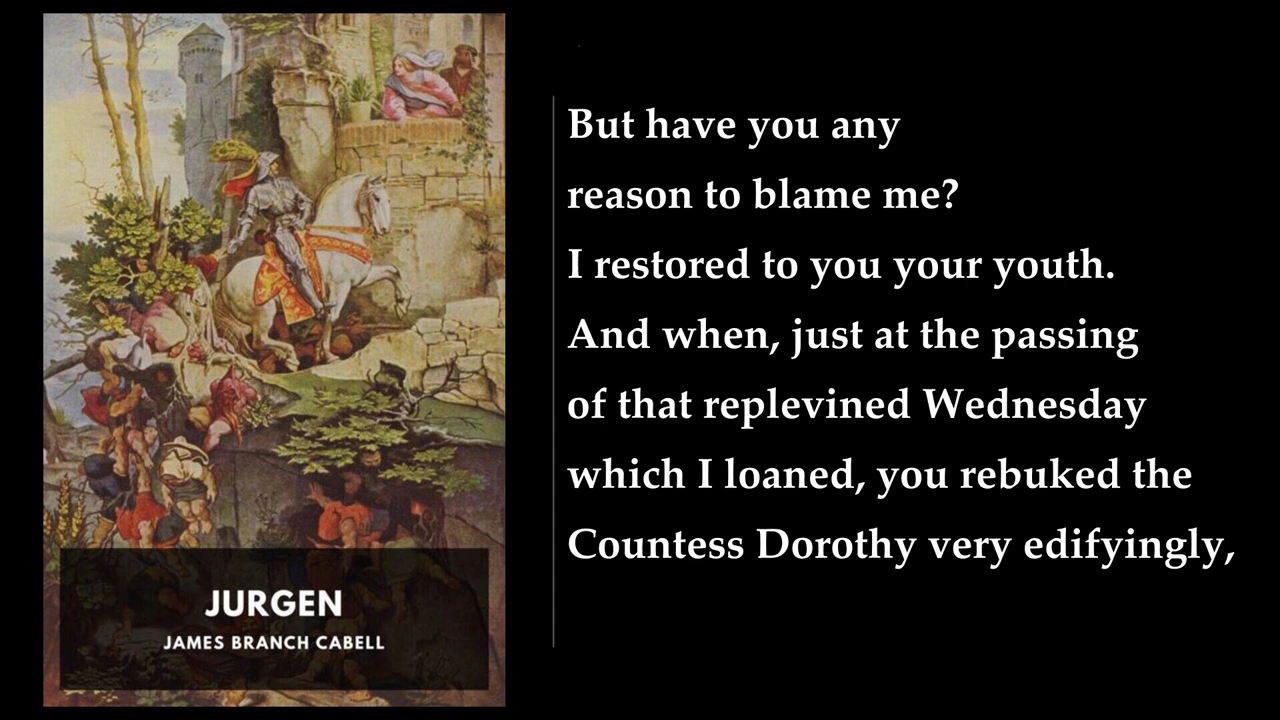 JURGEN
JAMES BRANCH CABELL
But have you any
reason to blame me?
I restored to you your youth.
And when, just at the passing
of that replevined Wednesday
which I loaned, you rebuked the
Countess Dorothy very edifyingly,